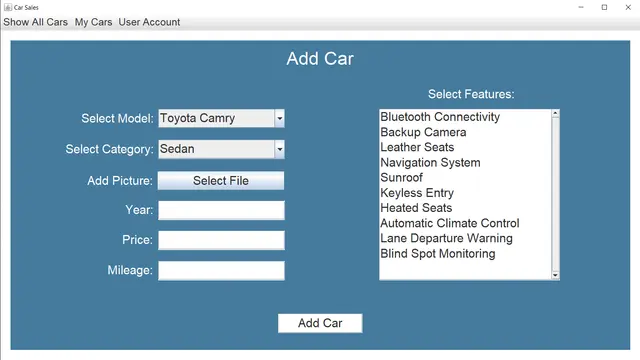 Car Sales
Show All Cars My Cars User Account
Add Car
Select Features:
Select Model: Toyota Camry
Select Category: Sedan
Add Picture: Select File
Year:
Price:
Mileage:
Bluetooth Connectivity
Backup Camera
Leather Seats
Navigation System
Sunroof
Keyless Entry
Heated Seats
Automatic Climate Control
Lane Departure Warning
Blind Spot Monitoring
Add Car